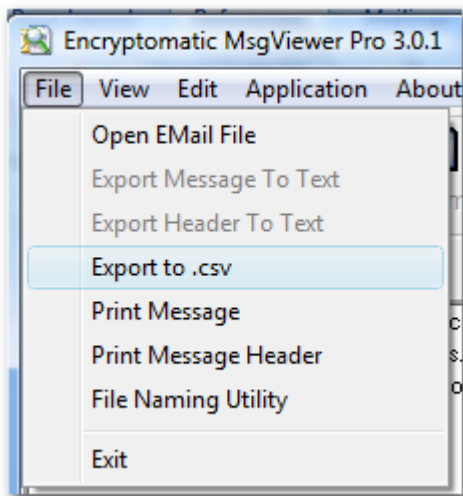 Encryptomatic MsgViewer Pro 3.0.1
File View Edit Application About
Open EMail File
Export Message To Text
Export Header To Text
Export to .csv
Print Message
Print Message Header
File Naming Utility
Exit